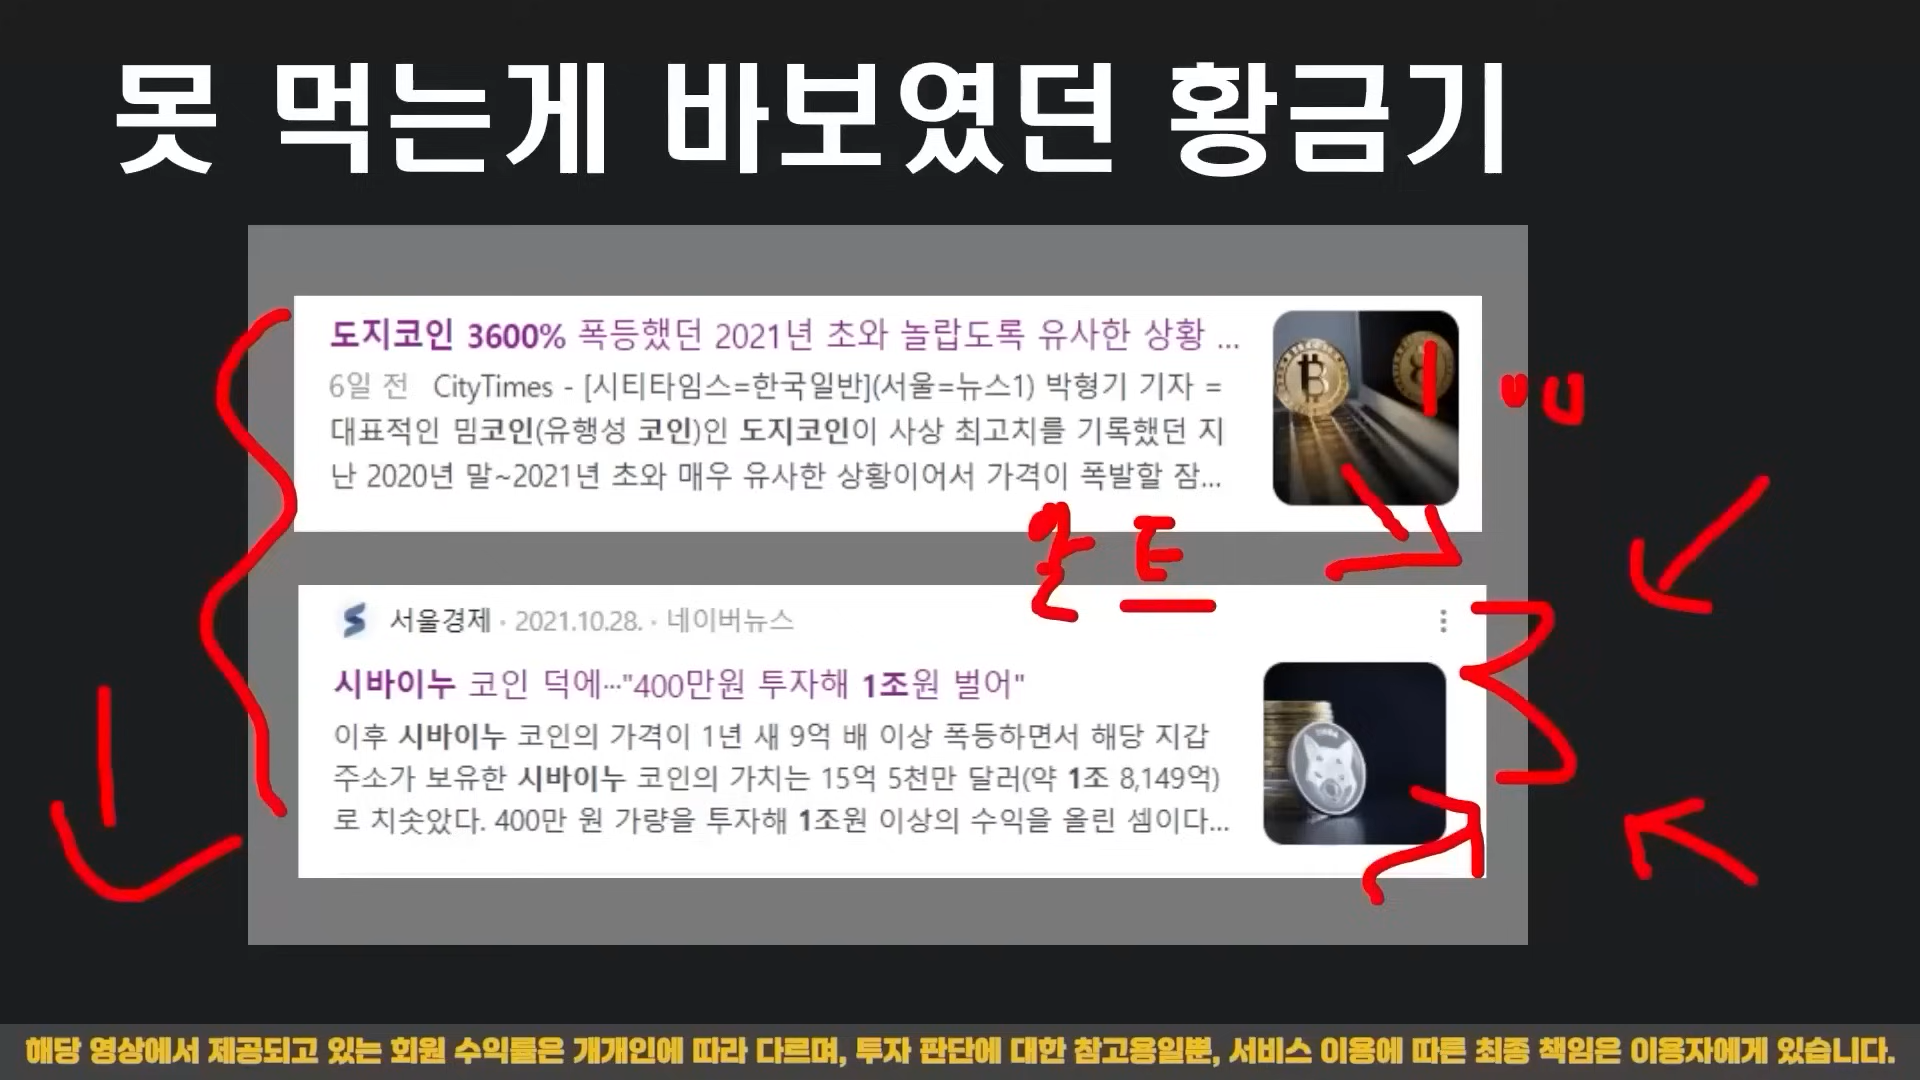 못 먹는게 바보였던 황금기
도지코인 3600% 폭등했던 2021년 초와 놀랍도록 유사한 상황 ...
6일 전 CityTimes - [시티타임스=한국일반](서울=뉴스1) 박형기 기자 =
대표적인 밈코인(유행성 코인)인 도지코인이 사상 최고치를 기록했던 지
난 2020년 말~2021년 초와 매우 유사한 상황이어서 가격이 폭발할 잠...
알트
서울경제 · 2021.10.28. · 네이버뉴스
시바이누 코인 덕에…"400만원 투자해 1조원 벌어"
이후 시바이누 코인의 가격이 1년 새 9억 배 이상 폭등하면서 해당 지갑
주소가 보유한 시바이누 코인의 가치는 15억 5천만 달러(약 1조 8,149억)
로 치솟았다. 400만 원 가량을 투자해 1조원 이상의 수익을 올린 셈이다...
해당 영상에서 제공되고 있는 회원 수익률은 개개인에 따라 다르며, 투자 판단에 대한 참고용일뿐, 서비스 이용에 따른 최종 책임은 이용자에게 있습니다.